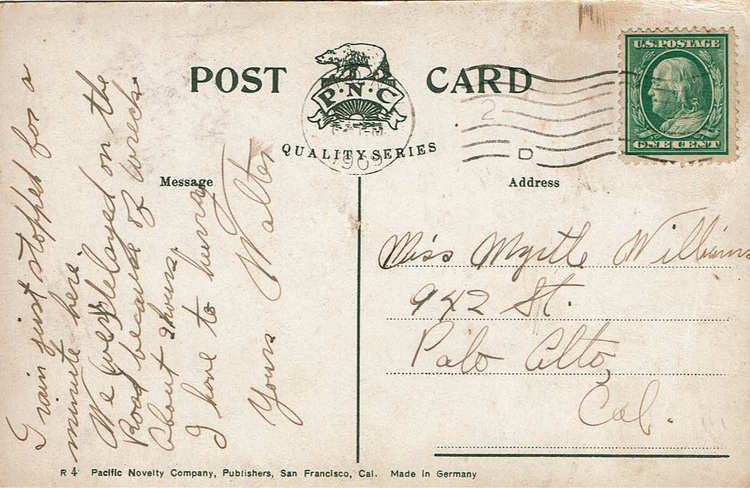 POST CARD
P·N·C
QUALITY SERIES
1909
2
D
U.S. POSTAGE
ONE CENT
Message
Address
Train just stopped for a
minute here.
We were delayed on the
Road because of wreck
About 2 hours.
I have to hurry
Yours Walter
Miss Myrtle Williams
942 St.
Palo Alto,
Cal.
R 4 Pacific Novelty Company, Publishers, San Francisco, Cal. Made in Germany